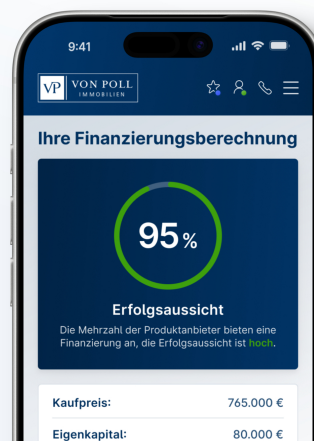 9:41
VP VON POLL
IMMOBILIEN
Ihre Finanzierungsberechnung
95 %
Erfolgsaussicht
Die Mehrzahl der Produktanbieter bieten eine
Finanzierung an, die Erfolgsaussicht ist hoch.
Kaufpreis: 765.000 €
Eigenkapital: 80.000 €